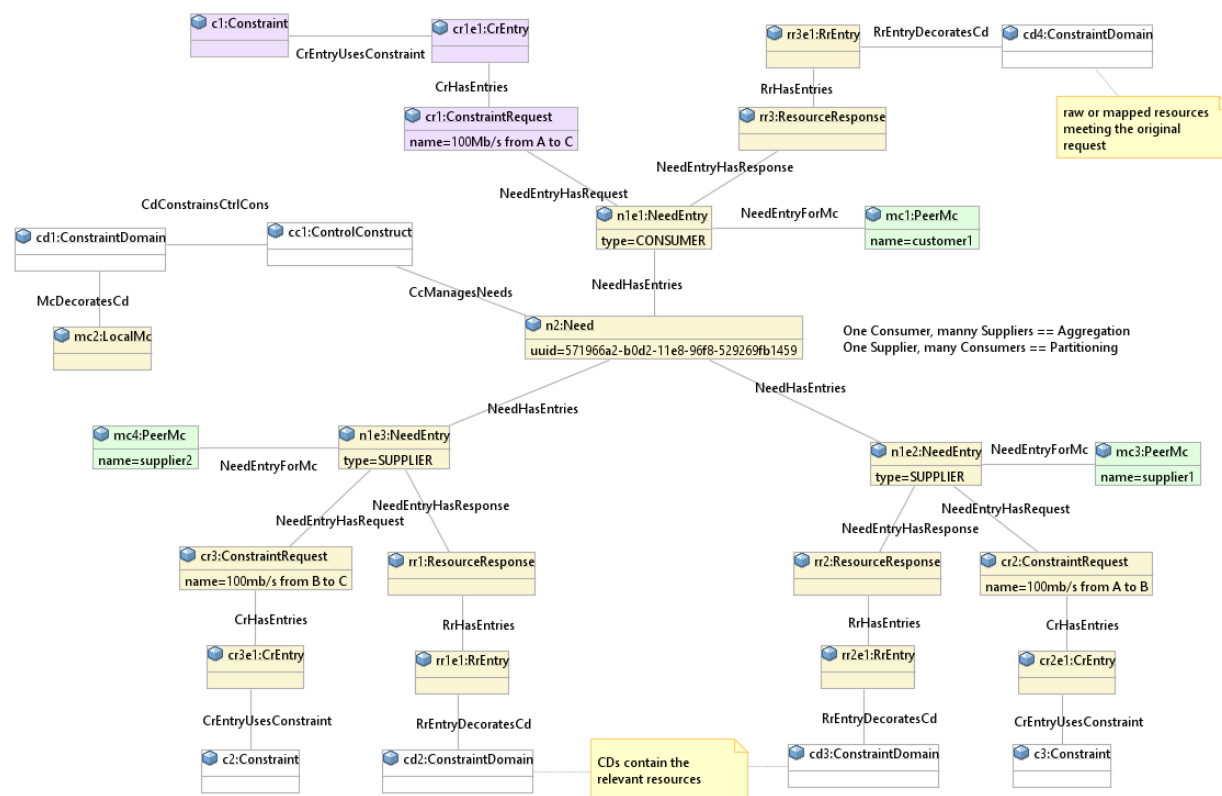 c1:Constraint
cr1e1:CrEntry
CrEntryUsesConstraint
rr3e1:RrEntry
RrEntryDecoratesCd
cd4:ConstraintDomain
CrHasEntries
RrHasEntries
raw or mapped resources
meeting the original
request
cr1:ConstraintRequest
name=100Mb/s from A to C
rr3:ResourceResponse
NeedEntryHasRequest
NeedEntryHasResponse
CdConstrainsCtrlCons
n1e1:NeedEntry
type=CONSUMER
NeedEntryForMc
mc1:PeerMc
name=customer1
cd1:ConstraintDomain
cc1:ControlConstruct
McDecoratesCd
CcManagesNeeds
NeedHasEntries
mc2:LocalMc
n2:Need
uuid=571966a2-b0d2-11e8-96f8-529269fb1459
One Consumer, manny Suppliers == Aggregation
One Supplier, many Consumers == Partitioning
NeedHasEntries
NeedHasEntries
mc4:PeerMc
name=supplier2
NeedEntryForMc
n1e3:NeedEntry
type=SUPPLIER
n1e2:NeedEntry
type=SUPPLIER
NeedEntryForMc
mc3:PeerMc
name=supplier1
NeedEntryHasRequest
NeedEntryHasResponse
NeedEntryHasResponse
NeedEntryHasRequest
cr3:ConstraintRequest
name=100mb/s from B to C
rr1:ResourceResponse
rr2:ResourceResponse
cr2:ConstraintRequest
name=100mb/s from A to B
CrHasEntries
RrHasEntries
RrHasEntries
CrHasEntries
cr3e1:CrEntry
rr1e1:RrEntry
rr2e1:RrEntry
cr2e1:CrEntry
CrEntryUsesConstraint
RrEntryDecoratesCd
RrEntryDecoratesCd
CrEntryUsesConstraint
c2:Constraint
cd2:ConstraintDomain
CDs contain the
relevant resources
cd3:ConstraintDomain
c3:Constraint